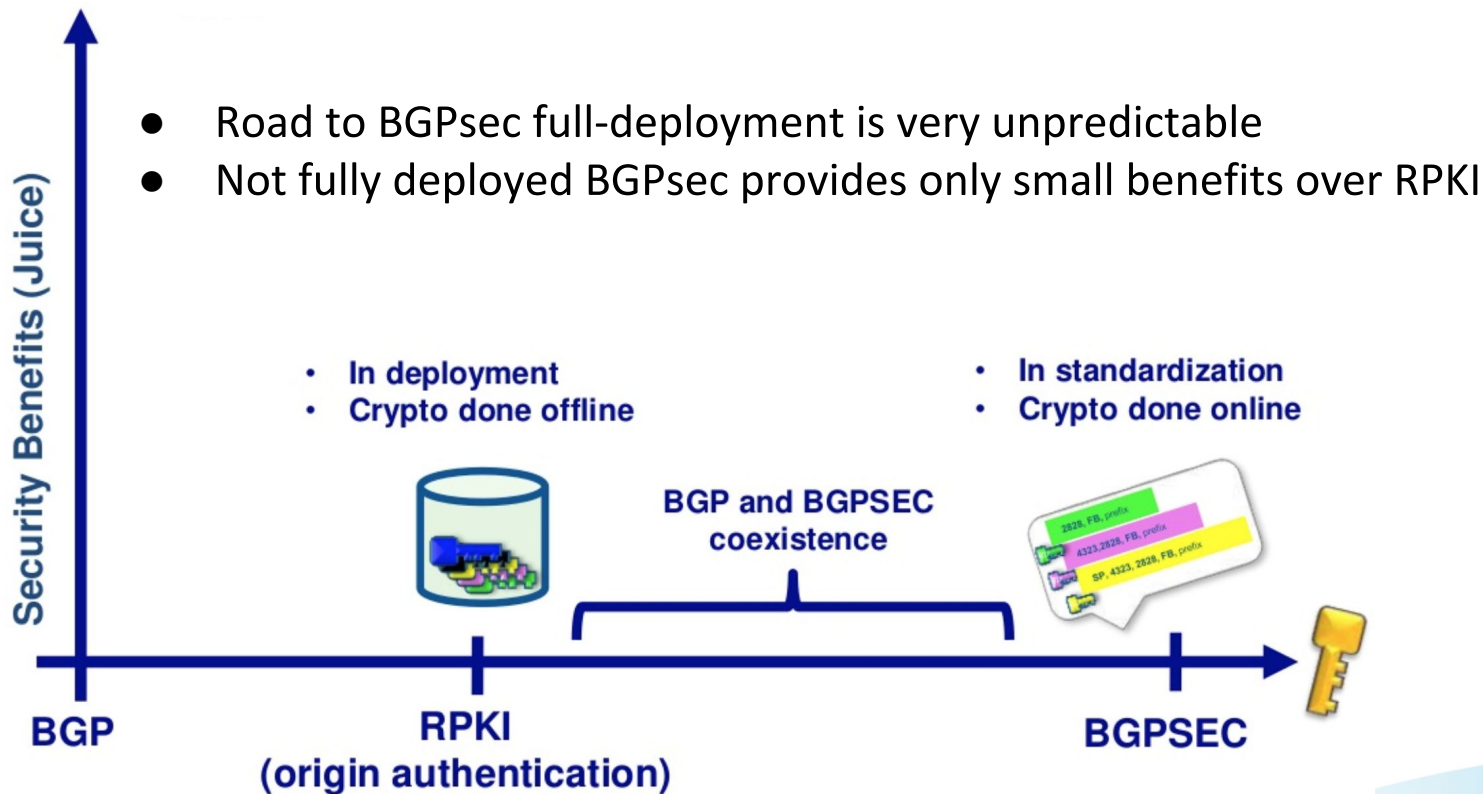 ● Road to BGPsec full-deployment is very unpredictable
● Not fully deployed BGPsec provides only small benefits over RPKI
Security Benefits (Juice)
• In deployment
• Crypto done offline
• In standardization
• Crypto done online
BGP and BGPSEC
coexistence
2828, FB, prefix
4323,2828, FB, prefix
SP, 4323, 2828, FB, prefix
BGP
RPKI
(origin authentication)
BGPSEC